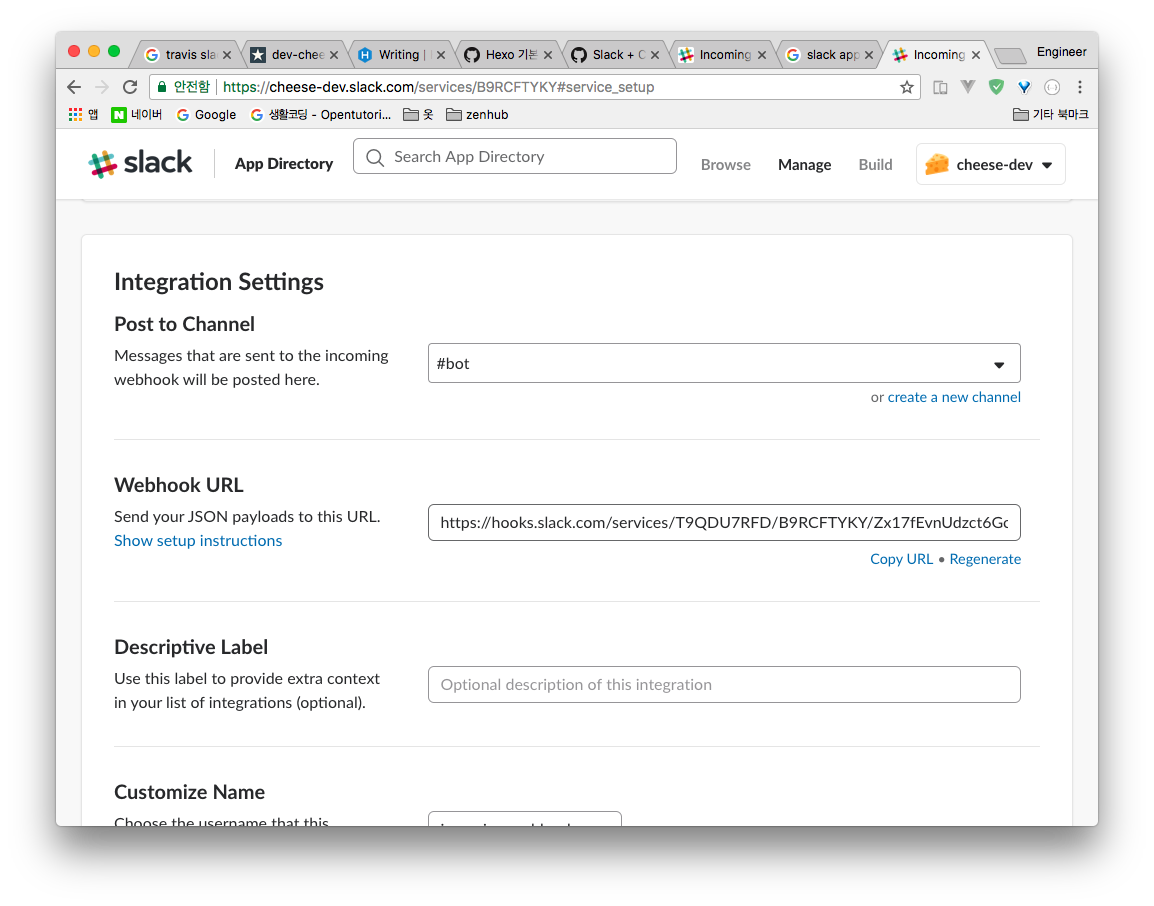 travis sla
dev-chee
Writing |
Hexo 기본
Slack + C
Incoming
slack app
Incoming
Engineer
안전함 | https://cheese-dev.slack.com/services/B9RCFTYKY#service_setup
앱 네이버 Google 생활코딩 - Opentutori... 옷 zenhub 기타 북마크
slack App Directory Search App Directory Browse Manage Build cheese-dev
Integration Settings
Post to Channel
Messages that are sent to the incoming
webhook will be posted here.
#bot
or create a new channel
Webhook URL
Send your JSON payloads to this URL.
Show setup instructions
https://hooks.slack.com/services/T9QDU7RFD/B9RCFTYKY/Zx17fEvnUdzct6Gc
Copy URL • Regenerate
Descriptive Label
Use this label to provide extra context
in your list of integrations (optional).
Optional description of this integration
Customize Name
Choose the username that this